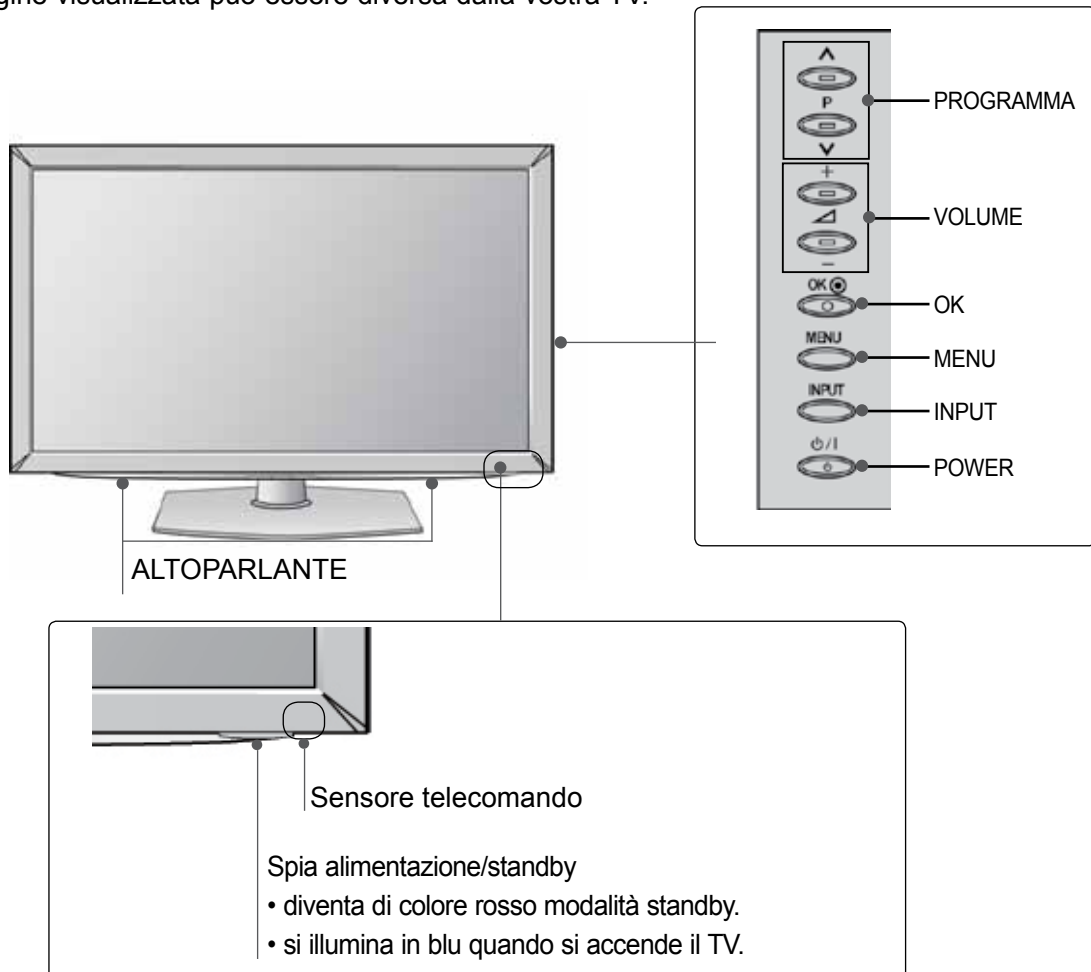 visualizzata può essere diversa dalla vostra TV.
P
+
-
OK
MENU
INPUT
/ I
PROGRAMMA
VOLUME
OK
MENU
INPUT
POWER
ALTOPARLANTE
Sensore telecomando
Spia alimentazione/standby
• diventa di colore rosso modalità standby.
• si illumina in blu quando si accende il TV.